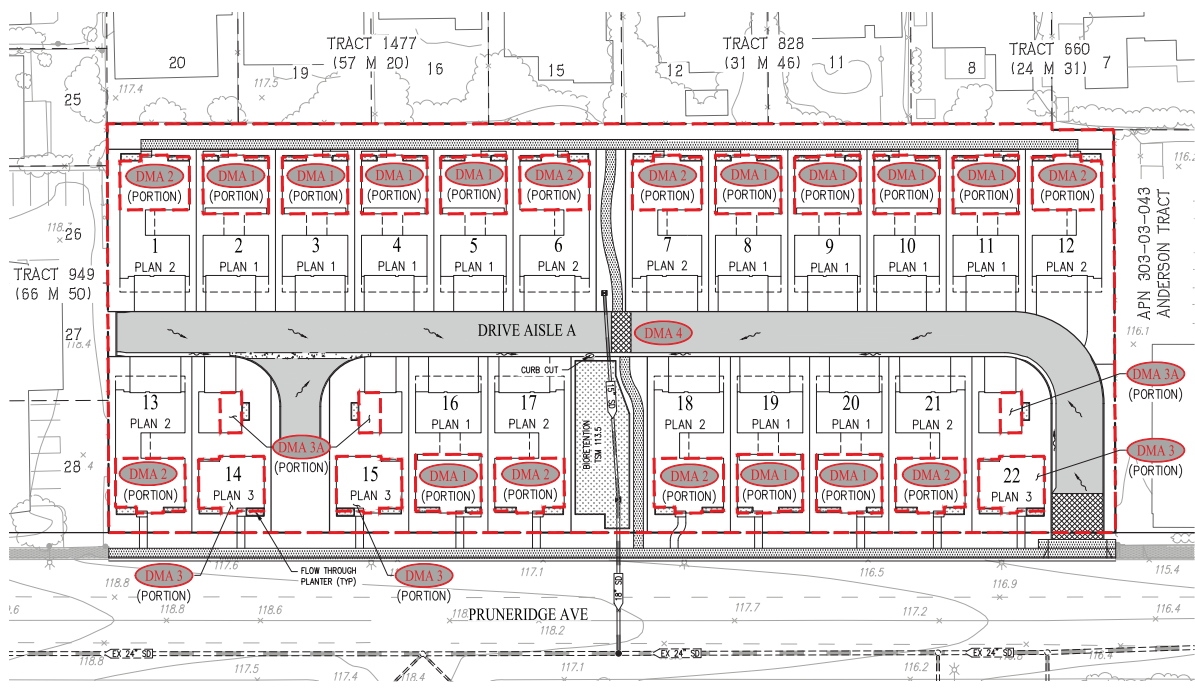 TRACT 1477
(57 M 20)
TRACT 828
(31 M 46)
TRACT 660
(24 M 31)
20
19
16
15
12
11
8
7
25
117.4
117.5
116.2
DMA 2
(PORTION)
DMA 1
(PORTION)
DMA 1
(PORTION)
DMA 1
(PORTION)
DMA 1
(PORTION)
DMA 2
(PORTION)
DMA 2
(PORTION)
DMA 1
(PORTION)
DMA 1
(PORTION)
DMA 1
(PORTION)
DMA 1
(PORTION)
DMA 2
(PORTION)
1
PLAN 2
2
PLAN 1
3
PLAN 1
4
PLAN 1
5
PLAN 1
6
PLAN 2
7
PLAN 2
8
PLAN 1
9
PLAN 1
10
PLAN 1
11
PLAN 1
12
PLAN 2
26
TRACT 949
(66 M 50)
27
118.4
28
APN 303-03-043
ANDERSON TRACT
116.1
DRIVE AISLE A
DMA 4
CURB CUT
15" SD
BIORETENTION
TSM 113.5
13
PLAN 2
16
PLAN 1
17
PLAN 2
18
PLAN 2
19
PLAN 1
20
PLAN 1
21
PLAN 2
DMA 3A
(PORTION)
DMA 3A
(PORTION)
DMA 2
(PORTION)
14
PLAN 3
15
PLAN 3
DMA 1
(PORTION)
DMA 2
(PORTION)
DMA 2
(PORTION)
DMA 1
(PORTION)
DMA 1
(PORTION)
DMA 2
(PORTION)
22
PLAN 3
DMA 3
(PORTION)
DMA 3
(PORTION)
FLOW THROUGH
PLANTER (TYP)
DMA 3
(PORTION)
117.6
117.1
116.5
116.9
115.4
118.8
118.8
118.6
118.2
117.7
117.2
116.4
PRUNERIDGE AVE
18" SD
118.8
EX 24" SD
EX 24" SD
EX 24" SD
116.4
117.5
117.1
116.2